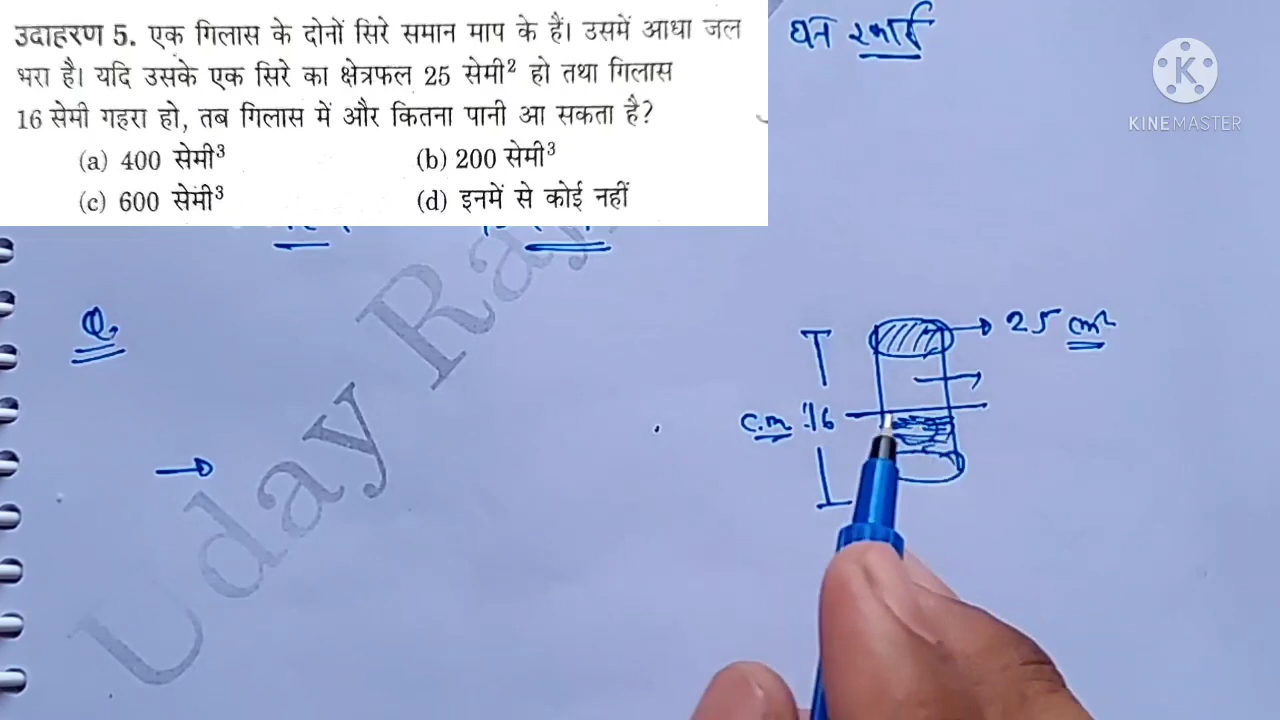 उदाहरण 5. एक गिलास के दोनों सिरे समान माप के हैं। उसमें आधा जल
भरा है। यदि उसके एक सिरे का क्षेत्रफल 25 सेमी² हो तथा गिलास
16 सेमी गहरा हो, तब गिलास में और कितना पानी आ सकता है?
(a) 400 सेमी³ (b) 200 सेमी³
(c) 600 सेमी³ (d) इनमें से कोई नहीं
घन इकाई
KINEMASTER
Q.
25 cm²
c.m 16
Uday Raj